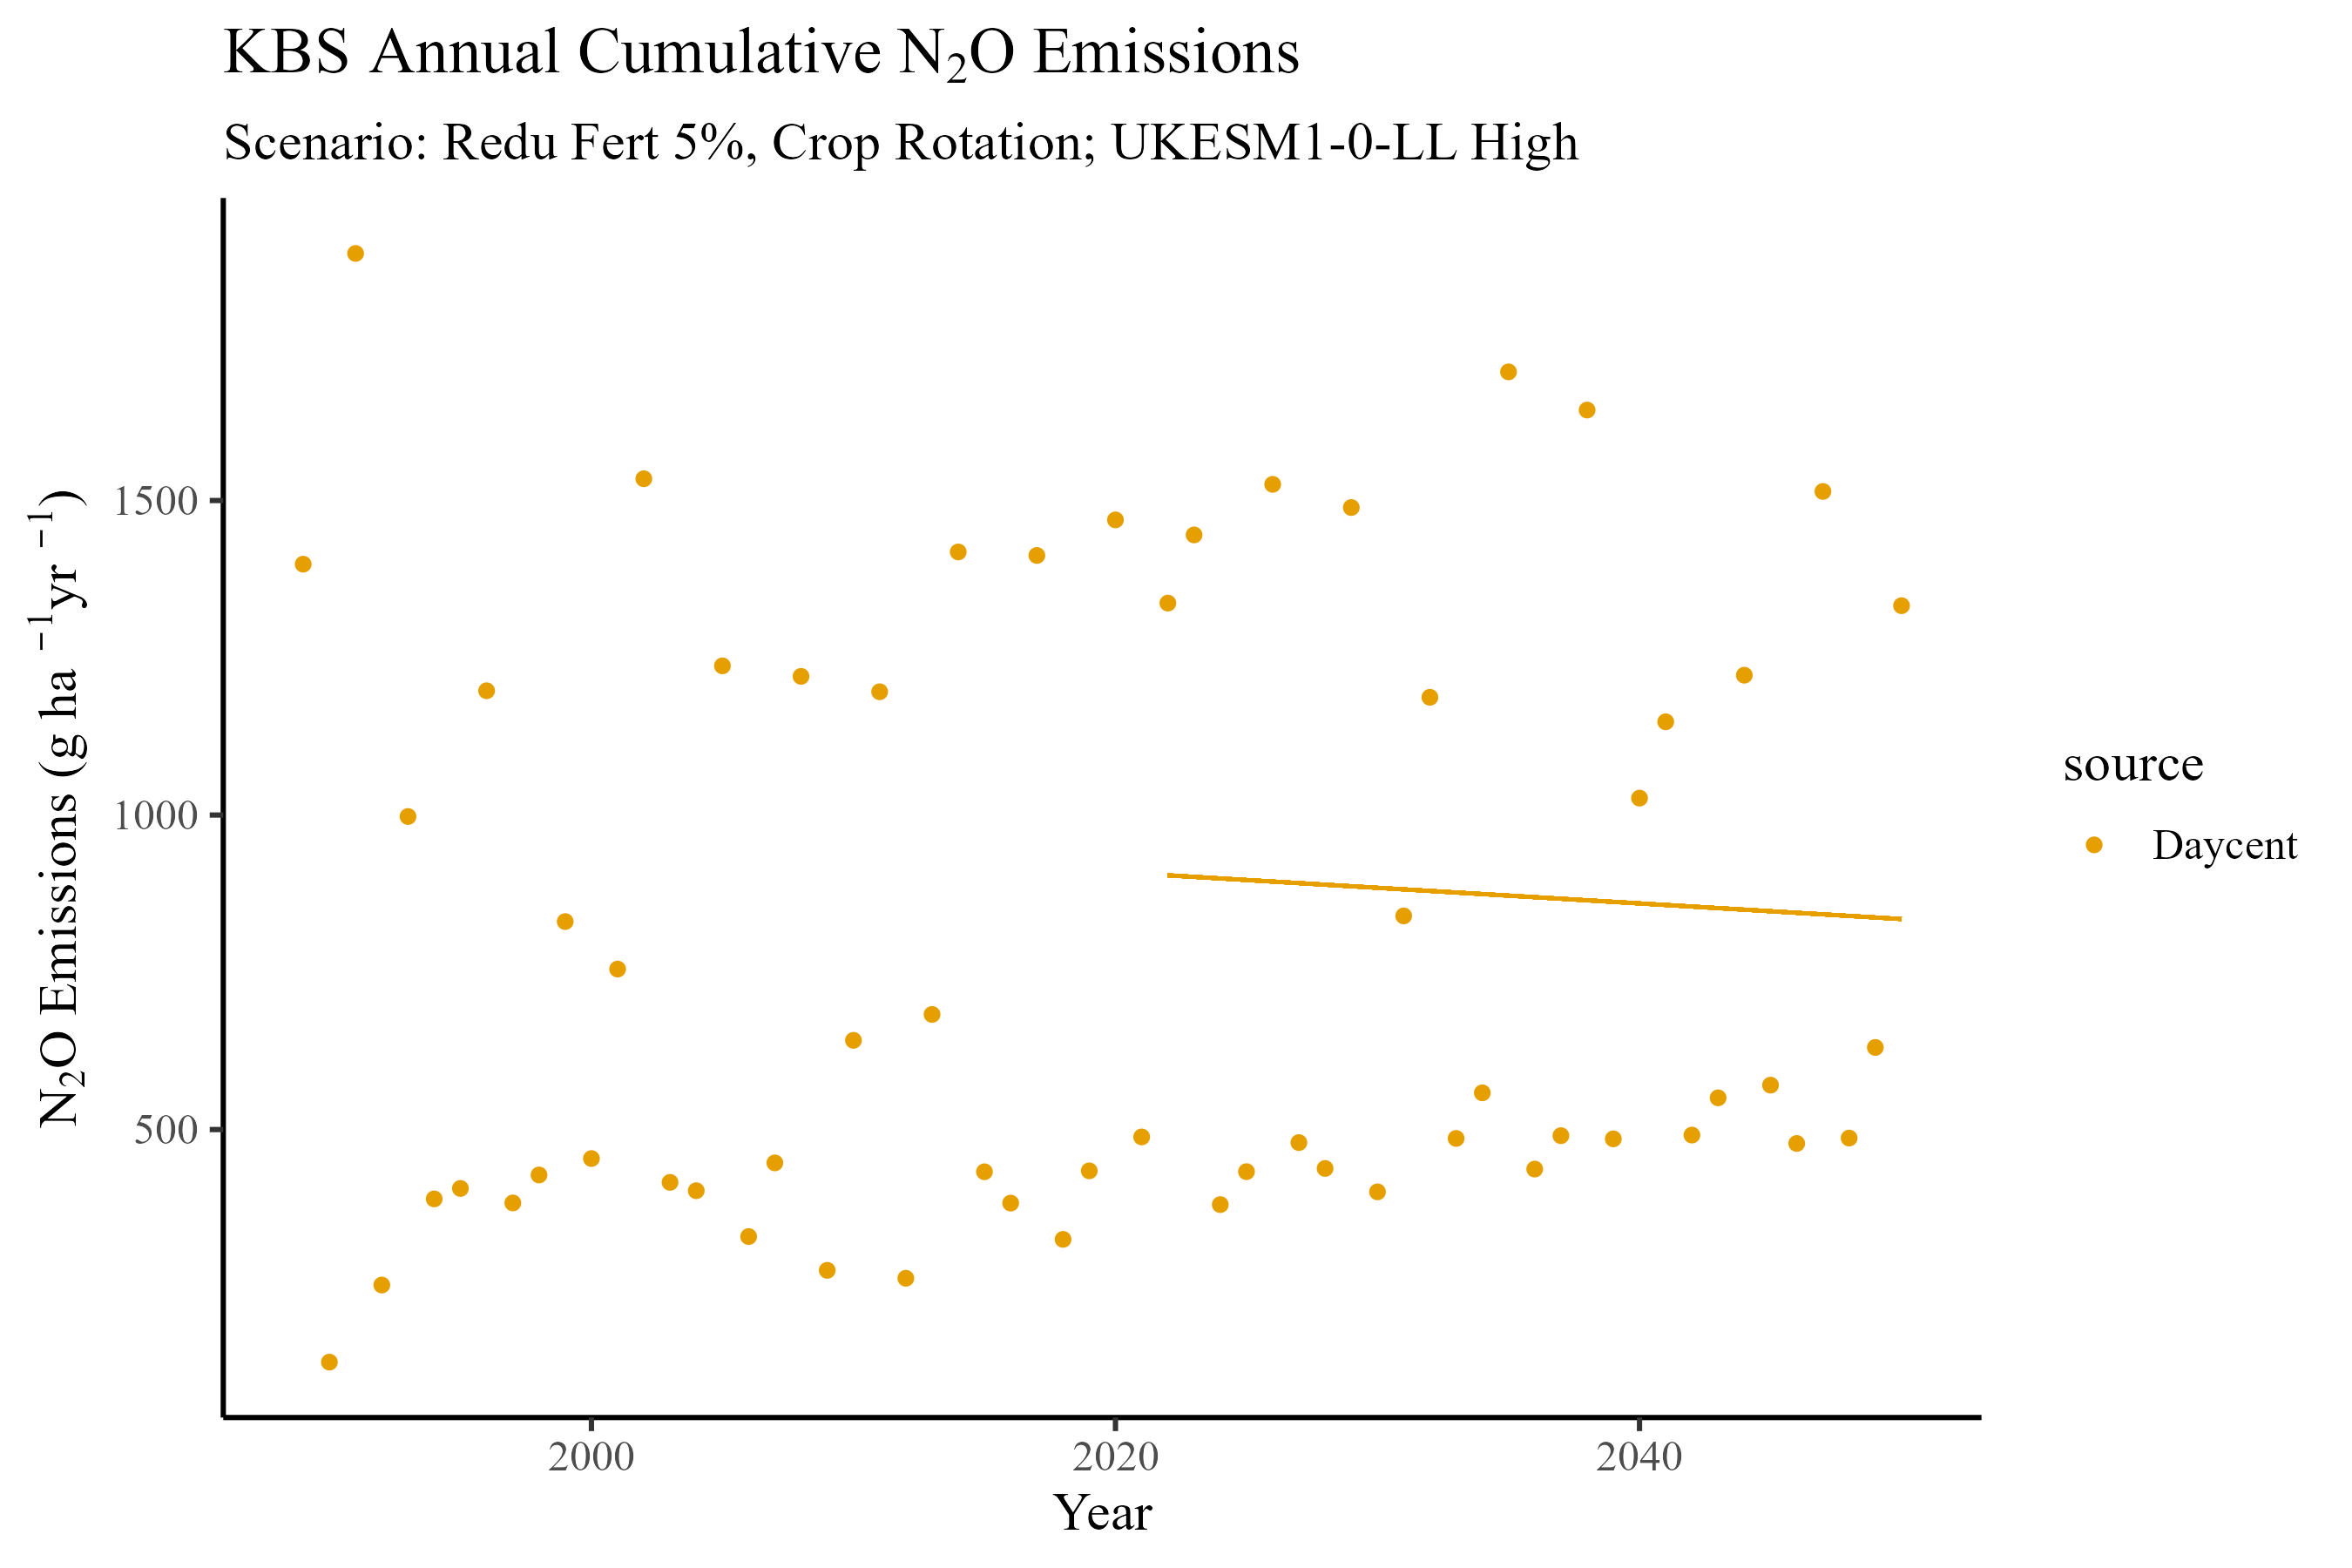 KBS Annual Cumulative N₂O Emissions
Scenario: Redu Fert 5%, Crop Rotation; UKESM1-0-LL High
N₂O Emissions (g ha ⁻¹yr ⁻¹)
1500
1000
500
2000
2020
2040
Year
source
Daycent